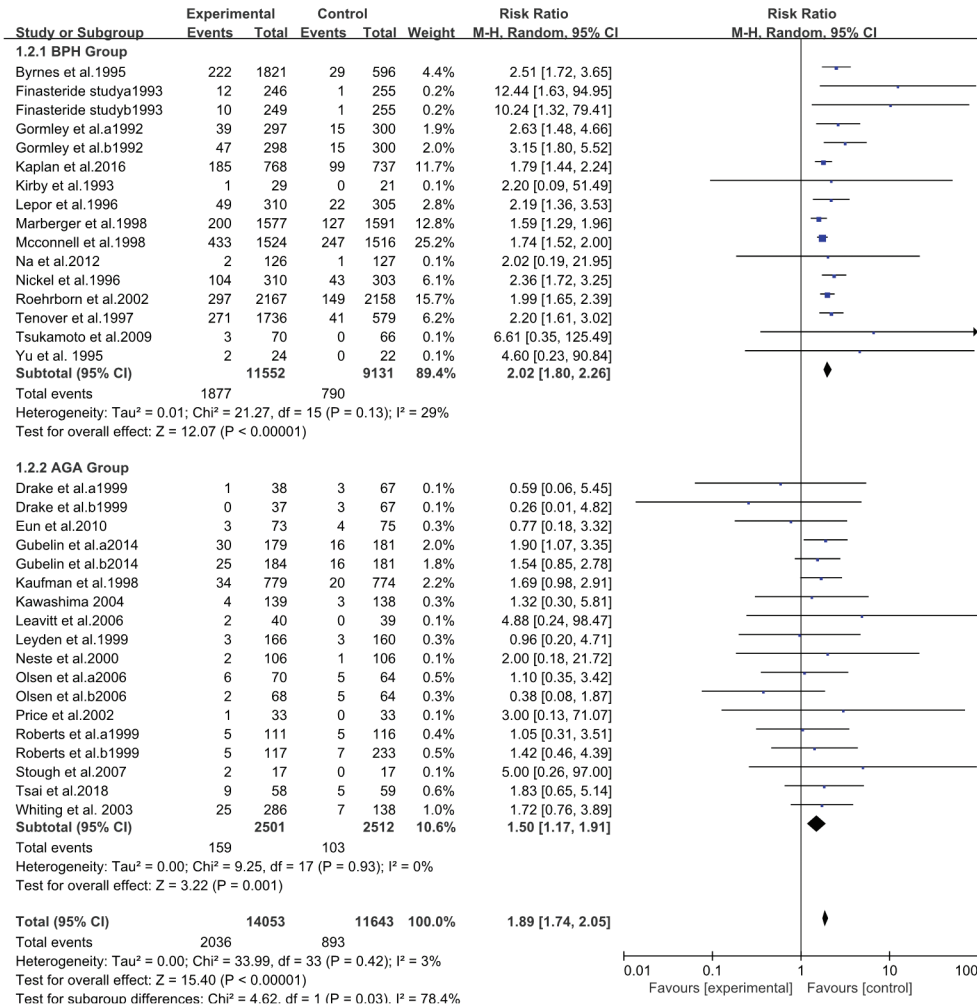 Experimental Control Risk Ratio Risk Ratio
Study or Subgroup Events Total Events Total Weight M-H, Random, 95% CI M-H, Random, 95% CI
1.2.1 BPH Group
Byrnes et al.1995 222 1821 29 596 4.4% 2.51 [1.72, 3.65]
Finasteride studya1993 12 246 1 255 0.2% 12.44 [1.63, 94.95]
Finasteride studyb1993 10 249 1 255 0.2% 10.24 [1.32, 79.41]
Gormley et al.a1992 39 297 15 300 1.9% 2.63 [1.48, 4.66]
Gormley et al.b1992 47 298 15 300 2.0% 3.15 [1.80, 5.52]
Kaplan et al.2016 185 768 99 737 11.7% 1.79 [1.44, 2.24]
Kirby et al.1993 1 29 0 21 0.1% 2.20 [0.09, 51.49]
Lepor et al.1996 49 310 22 305 2.8% 2.19 [1.36, 3.53]
Marberger et al.1998 200 1577 127 1591 12.8% 1.59 [1.29, 1.96]
Mcconnell et al.1998 433 1524 247 1516 25.2% 1.74 [1.52, 2.00]
Na et al.2012 2 126 1 127 0.1% 2.02 [0.19, 21.95]
Nickel et al.1996 104 310 43 303 6.1% 2.36 [1.72, 3.25]
Roehrborn et al.2002 297 2167 149 2158 15.7% 1.99 [1.65, 2.39]
Tenover et al.1997 271 1736 41 579 6.2% 2.20 [1.61, 3.02]
Tsukamoto et al.2009 3 70 0 66 0.1% 6.61 [0.35, 125.49]
Yu et al. 1995 2 24 0 22 0.1% 4.60 [0.23, 90.84]
Subtotal (95% CI) 11552 9131 89.4% 2.02 [1.80, 2.26]
Total events 1877 790
Heterogeneity: Tau² = 0.01; Chi² = 21.27, df = 15 (P = 0.13); I² = 29%
Test for overall effect: Z = 12.07 (P < 0.00001)
1.2.2 AGA Group
Drake et al.a1999 1 38 3 67 0.1% 0.59 [0.06, 5.45]
Drake et al.b1999 0 37 3 67 0.1% 0.26 [0.01, 4.82]
Eun et al.2010 3 73 4 75 0.3% 0.77 [0.18, 3.32]
Gubelin et al.a2014 30 179 16 181 2.0% 1.90 [1.07, 3.35]
Gubelin et al.b2014 25 184 16 181 1.8% 1.54 [0.85, 2.78]
Kaufman et al.1998 34 779 20 774 2.2% 1.69 [0.98, 2.91]
Kawashima 2004 4 139 3 138 0.3% 1.32 [0.30, 5.81]
Leavitt et al.2006 2 40 0 39 0.1% 4.88 [0.24, 98.47]
Leyden et al.1999 3 166 3 160 0.3% 0.96 [0.20, 4.71]
Neste et al.2000 2 106 1 106 0.1% 2.00 [0.18, 21.72]
Olsen et al.a2006 6 70 5 64 0.5% 1.10 [0.35, 3.42]
Olsen et al.b2006 2 68 5 64 0.3% 0.38 [0.08, 1.87]
Price et al.2002 1 33 0 33 0.1% 3.00 [0.13, 71.07]
Roberts et al.a1999 5 111 5 116 0.4% 1.05 [0.31, 3.51]
Roberts et al.b1999 5 117 7 233 0.5% 1.42 [0.46, 4.39]
Stough et al.2007 2 17 0 17 0.1% 5.00 [0.26, 97.00]
Tsai et al.2018 9 58 5 59 0.6% 1.83 [0.65, 5.14]
Whiting et al. 2003 25 286 7 138 1.0% 1.72 [0.76, 3.89]
Subtotal (95% CI) 2501 2512 10.6% 1.50 [1.17, 1.91]
Total events 159 103
Heterogeneity: Tau² = 0.00; Chi² = 9.25, df = 17 (P = 0.93); I² = 0%
Test for overall effect: Z = 3.22 (P = 0.001)
Total (95% CI) 14053 11643 100.0% 1.89 [1.74, 2.05]
Total events 2036 893
Heterogeneity: Tau² = 0.00; Chi² = 33.99, df = 33 (P = 0.42); I² = 3%
Test for overall effect: Z = 15.40 (P < 0.00001)
Test for subgroup differences: Chi² = 4.62, df = 1 (P = 0.03), I² = 78.4%
0.01 0.1 1 10 100
Favours [experimental] Favours [control]